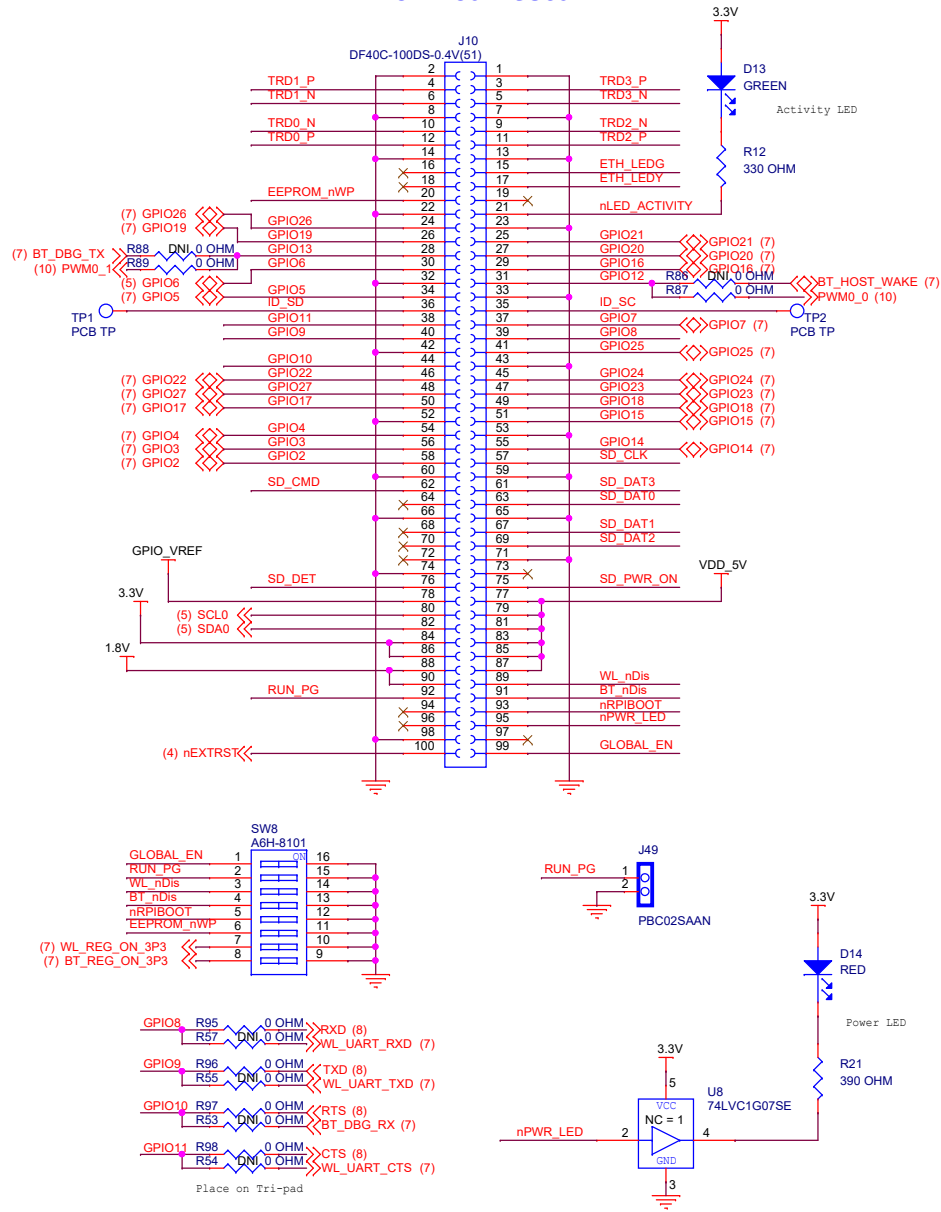 3.3V
J10
DF40C-100DS-0.4V(51)
D13
GREEN
Activity LED
R12
330 OHM
2 1
TRD1_P 4 3 TRD3_P
TRD1_N 6 5 TRD3_N
8 7
TRD0_N 10 9 TRD2_N
TRD0_P 12 11 TRD2_P
14 13
16 15 ETH_LEDG
18 17 ETH_LEDY
EEPROM_nWP 20 19
22 21 nLED_ACTIVITY
(7) GPIO26 GPIO26 24 23
(7) GPIO19 GPIO19 26 25 GPIO21 GPIO21 (7)
(7) BT_DBG_TX R88 DNI 0 OHM GPIO13 28 27 GPIO20 GPIO20 (7)
(10) PWM0_1 R89 0 OHM GPIO6 30 29 GPIO16 GPIO16 (7)
(5) GPIO6 32 31 GPIO12 R86 DNI 0 OHM BT_HOST_WAKE (7)
(7) GPIO5 GPIO5 34 33 R87 0 OHM PWM0_0 (10)
TP1 PCB TP ID_SD 36 35 ID_SC TP2 PCB TP
GPIO11 38 37 GPIO7 GPIO7 (7)
GPIO9 40 39 GPIO8
42 41 GPIO25 GPIO25 (7)
GPIO10 44 43
(7) GPIO22 GPIO22 46 45 GPIO24 GPIO24 (7)
(7) GPIO27 GPIO27 48 47 GPIO23 GPIO23 (7)
(7) GPIO17 GPIO17 50 49 GPIO18 GPIO18 (7)
52 51 GPIO15 GPIO15 (7)
(7) GPIO4 GPIO4 54 53
(7) GPIO3 GPIO3 56 55 GPIO14 GPIO14 (7)
(7) GPIO2 GPIO2 58 57 SD_CLK
60 59
SD_CMD 62 61 SD_DAT3
64 63 SD_DAT0
66 65
68 67 SD_DAT1
70 69 SD_DAT2
72 71
GPIO_VREF 74 73 VDD_5V
SD_DET 76 75 SD_PWR_ON
78 77
3.3V
(5) SCL0 80 79
(5) SDA0 82 81
84 83
1.8V
86 85
88 87
90 89 WL_nDis
RUN_PG 92 91 BT_nDis
94 93 nRPIBOOT
96 95 nPWR_LED
98 97
(4) nEXTRST 100 99 GLOBAL_EN
SW8
A6H-8101
ON
GLOBAL_EN 1 16
RUN_PG 2 15
WL_nDis 3 14
BT_nDis 4 13
nRPIBOOT 5 12
EEPROM_nWP 6 11
(7) WL_REG_ON_3P3 7 10
(7) BT_REG_ON_3P3 8 9
J49
RUN_PG 1
2
PBC02SAAN
3.3V
D14
RED
Power LED
R21
390 OHM
GPIO8 R95 0 OHM RXD (8)
R57 DNI 0 OHM WL_UART_RXD (7)
GPIO9 R96 0 OHM TXD (8)
R55 DNI 0 OHM WL_UART_TXD (7)
GPIO10 R97 0 OHM RTS (8)
R53 DNI 0 OHM BT_DBG_RX (7)
GPIO11 R98 0 OHM CTS (8)
R54 DNI 0 OHM WL_UART_CTS (7)
Place on Tri-pad
3.3V
5
U8
74LVC1G07SE
VCC
NC = 1
nPWR_LED 2 4
GND
3